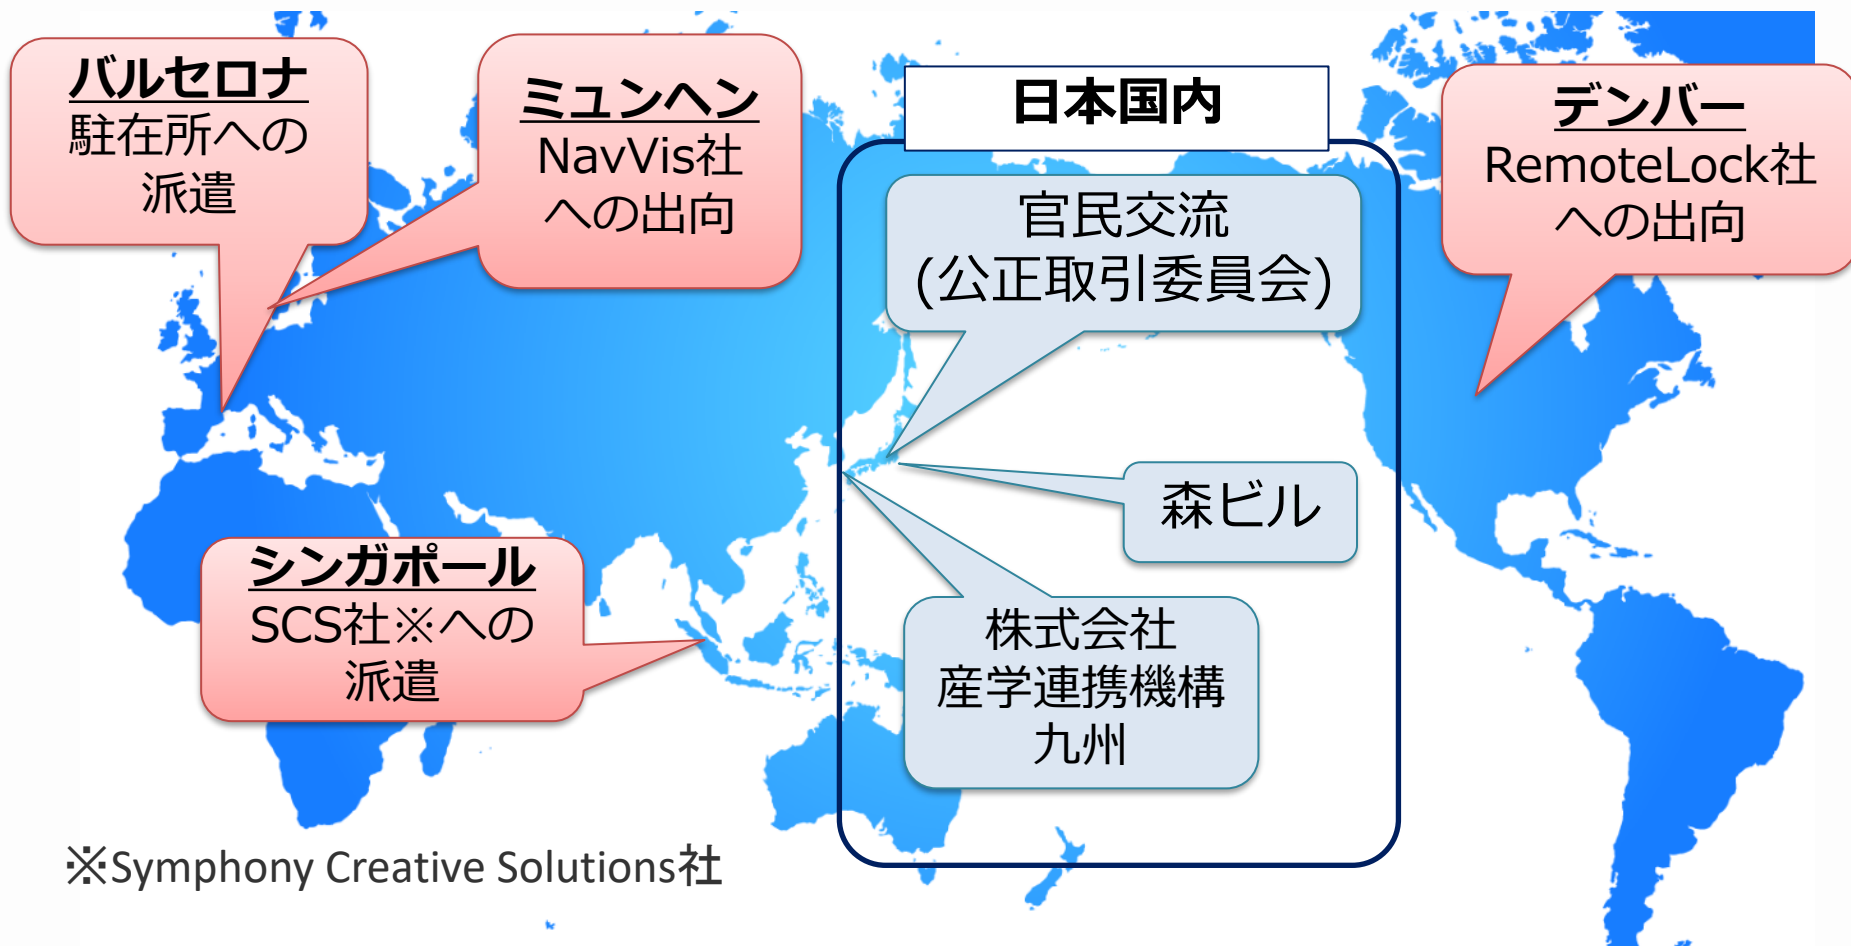 バルセロナ
駐在所への
派遣
ミュンヘン
NavVis社
への出向
日本国内
官民交流
(公正取引委員会)
デンバー
RemoteLock社
への出向
森ビル
シンガポール
SCS社※への
派遣
株式会社
産学連携機構
九州
※Symphony Creative Solutions社